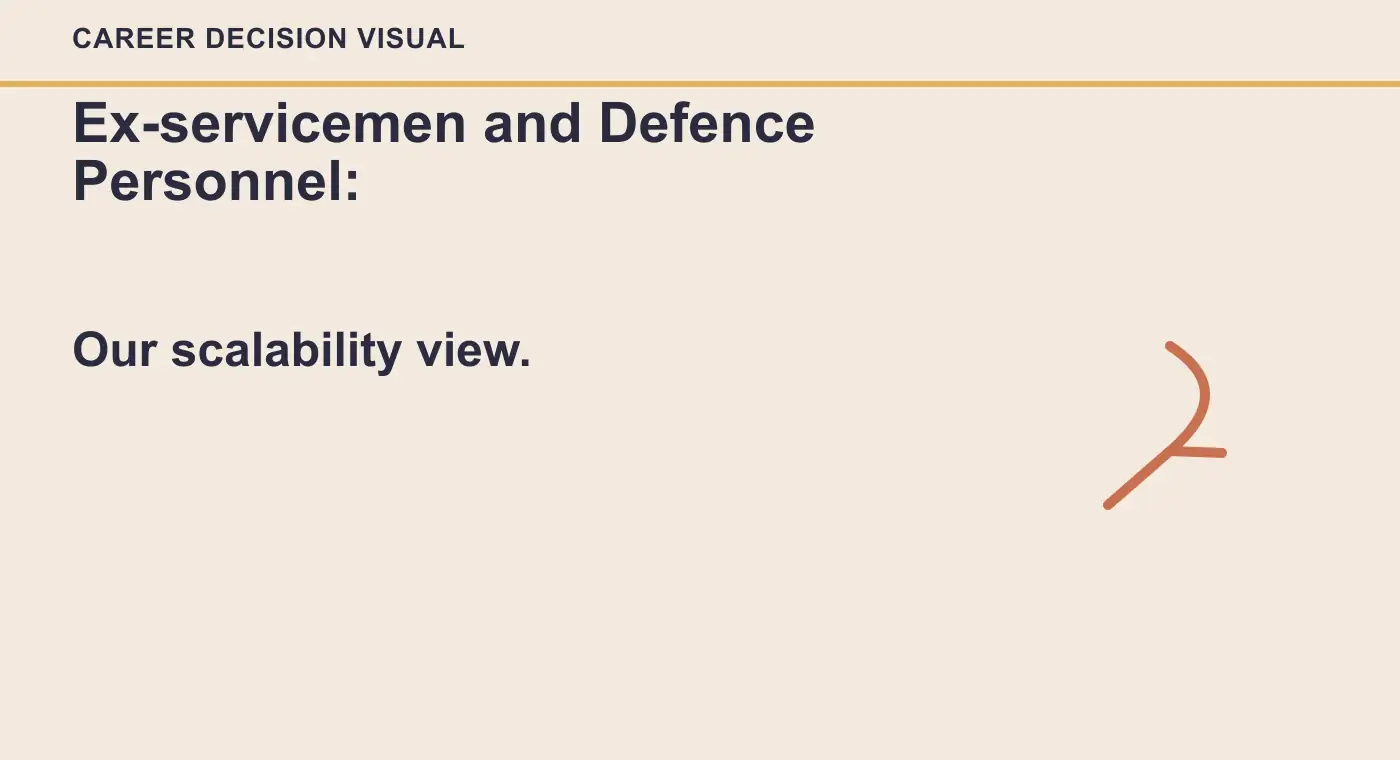 CAREER DECISION VISUAL
Ex-servicemen and Defence
Personnel:
Our scalability view.